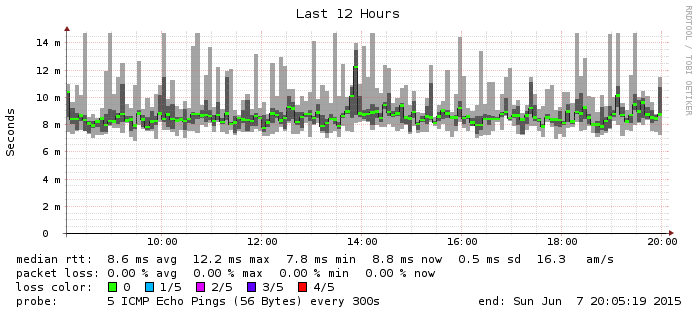 Last 12 Hours
RRDTOOL / TOBI OETIKER
Seconds
14 m
12 m
10 m
8 m
6 m
4 m
2 m
0
10:00 12:00 14:00 16:00 18:00 20:00
median rtt: 8.6 ms avg 12.2 ms max 7.8 ms min 8.8 ms now 0.5 ms sd 16.3 am/s
packet loss: 0.00 % avg 0.00 % max 0.00 % min 0.00 % now
loss color: 0 1/5 2/5 3/5 4/5
probe: 5 ICMP Echo Pings (56 Bytes) every 300s end: Sun Jun 7 20:05:19 2015